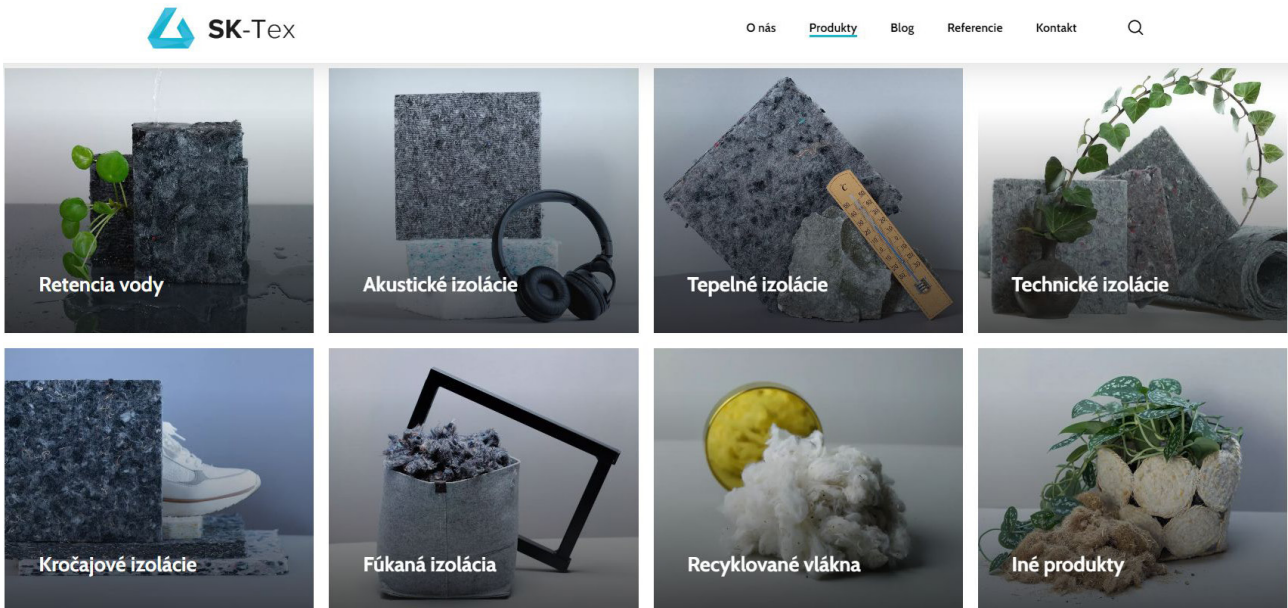 SK-Tex
O nás
Produkty
Blog
Referencie
Kontakt
Retencia vody
Akustické izolácie
Tepelné izolácie
Technické izolácie
Kročajové izolácie
Fúkaná izolácia
Recyklované vlákna
Iné produkty